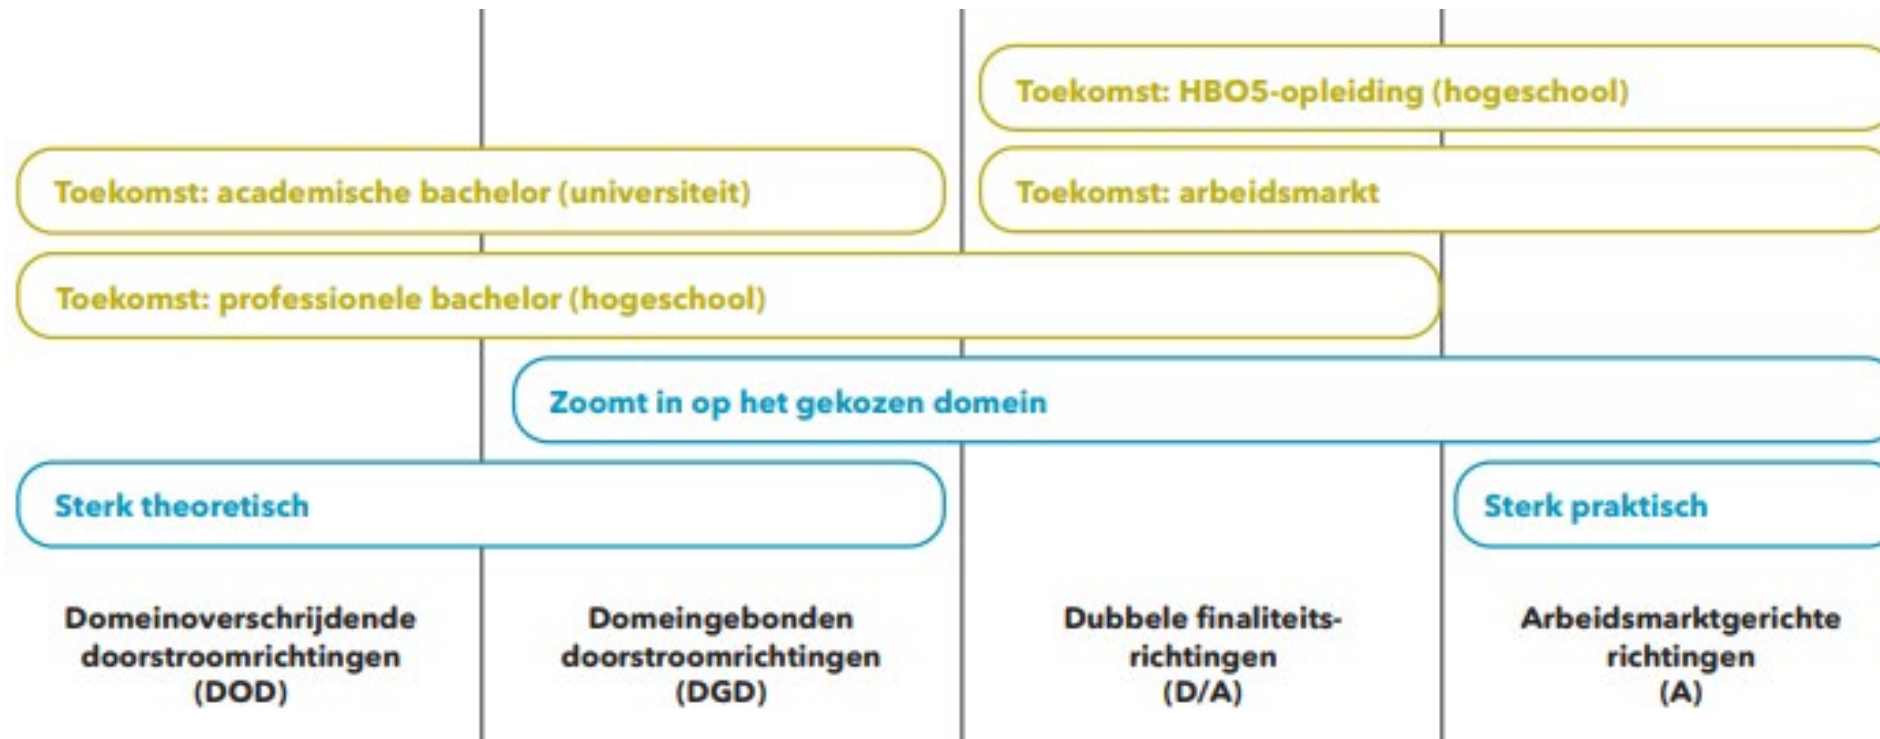 Toekomst: HBO5-opleiding (hogeschool)
Toekomst: academische bachelor (universiteit)
Toekomst: arbeidsmarkt
Toekomst: professionele bachelor (hogeschool)
Zoomt in op het gekozen domein
Sterk theoretisch
Sterk praktisch
Domeinoverschrijdende
doorstroomrichtingen
(DOD)
Domeingebonden
doorstroomrichtingen
(DGD)
Dubbele finaliteits-
richtingen
(D/A)
Arbeidsmarktgerichte
richtingen
(A)